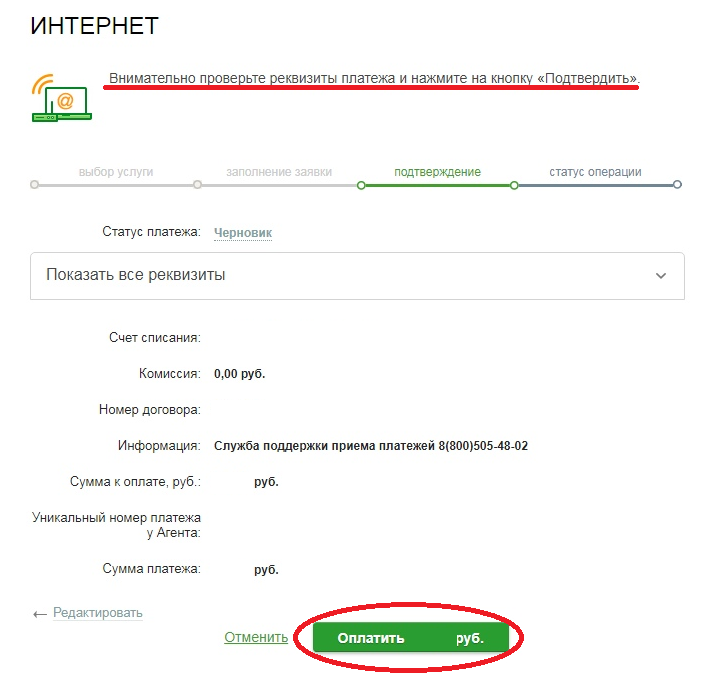 ИНТЕРНЕТ
Внимательно проверьте реквизиты платежа и нажмите на кнопку «Подтвердить».
@
выбор услуги заполнение заявки подтверждение статус операции
Статус платежа: Черновик
Показать все реквизиты
Счет списания:
Комиссия: 0,00 руб.
Номер договора:
Информация: Служба поддержки приема платежей 8(800)505-48-02
Сумма к оплате, руб.: руб.
Уникальный номер платежа
у Агента:
Сумма платежа: руб.
← Редактировать
Отменить Оплатить руб.